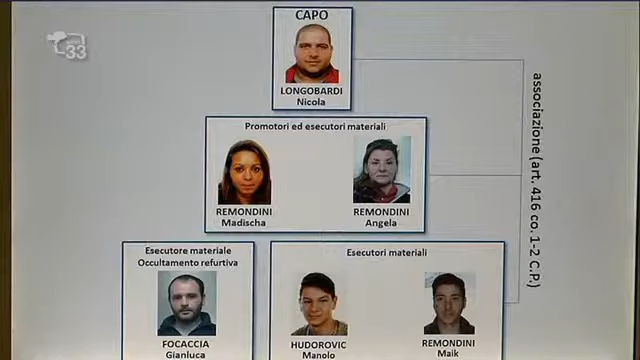 33
CAPO
LONGOBARDI
Nicola
Promotori ed esecutori materiali
REMONDINI
Madischa
REMONDINI
Angela
associazione (art. 416 co. 1-2 C.P.)
Esecutore materiale
Occultamento refurtiva
Esecutori materiali
FOCACCIA
Gianluca
HUDOROVIC
Manolo
REMONDINI
Maik